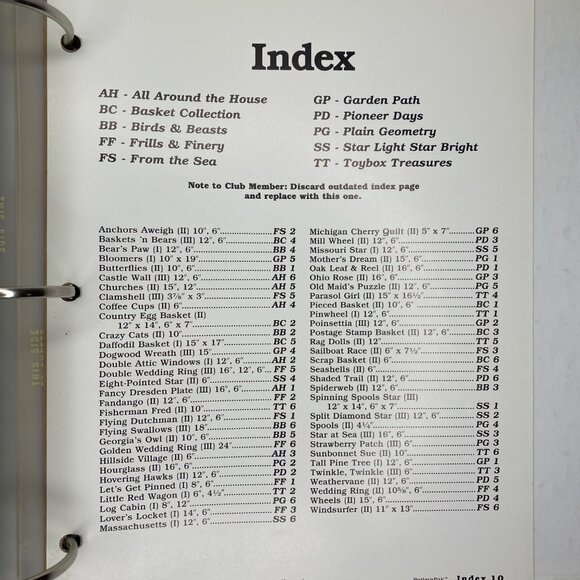 Index
AH - All Around the House
BC - Basket Collection
BB - Birds & Beasts
FF - Frills & Finery
FS - From the Sea
GP - Garden Path
PD - Pioneer Days
PG - Plain Geometry
SS - Star Light Star Bright
TT - Toybox Treasures
Note to Club Member: Discard outdated index page
and replace with this one.
Anchors Aweigh (II) 10", 6" FS 2
Baskets 'n Bears (III) 12", 6" BC 4
Bear's Paw (I) 12", 6" BB 4
Bloomers (I) 10" x 19" GP 5
Butterflies (II) 10", 6" BB 1
Castle Wall (III) 12", 6" AH 6
Churches (II) 15", 12" AH 5
Clamshell (III) 3⅞" x 3" FS 5
Coffee Cups (II) 6" AH 4
Country Egg Basket (II)
12" x 14", 6" x 7" BC 2
Crazy Cats (II) 10" BB 2
Daffodil Basket (I) 15" x 17" BC 5
Dogwood Wreath (III) 15" GP 4
Double Attic Windows (I) 12", 6" AH 2
Double Wedding Ring (III) 16", 12", 6" FF 5
Eight-Pointed Star (II) 6" SS 4
Fancy Dresden Plate (III) 16", 6" AH 1
Fandango (II) 12", 6" FF 2
Fisherman Fred (II) 10" TT 6
Flying Dutchman (I) 12", 6" FS 1
Flying Swallows (III) 18" BB 6
Georgia's Owl (II) 10", 6" BB 5
Golden Wedding Ring (III) 24" FF 6
Hillside Village (II) 6" AH 3
Hourglass (II) 16", 6" PG 2
Hovering Hawks (II) 12", 6" PD 2
Let's Get Pinned (I) 8", 6" FF 1
Little Red Wagon (I) 6", 4½" TT 2
Log Cabin (I) 8", 12" PG 6
Lover's Locket (I) 14", 6" FF 3
Massachusetts (I) 12", 6" SS 6
Michigan Cherry Quilt (II) 5" x 7" GP 6
Mill Wheel (II) 12", 6" PD 3
Missouri Star (I) 12", 6" SS 5
Mother's Dream (II) 15", 6" PG 1
Oak Leaf & Reel (II) 16", 6" PD 1
Ohio Rose (II) 16", 6" GP 3
Old Maid's Puzzle (II) 12", 6" PG 5
Parasol Girl (II) 15" x 16½" TT 4
Pieced Basket (II) 10", 6" BC 1
Pinwheel (I) 12", 6" TT 1
Poinsettia (III) 12", 6" GP 2
Postage Stamp Basket (II) 12", 6" BC 3
Rag Dolls (II) 12" TT 5
Sailboat Race (II) 6" x 7½" FS 3
Scrap Basket (II) 6" BC 6
Seashells (II) 6" FS 4
Shaded Trail (II) 12", 6" PD 6
Spiderweb (II) 12", 6" BB 3
Spinning Spools Star (III)
12" x 14", 6" x 7" SS 1
Split Diamond Star (III) 12", 6" SS 2
Spools (II) 4¼" PG 4
Star at Sea (III) 16", 6" SS 3
Strawberry Patch (III) 6" PG 3
Sunbonnet Sue (II) 10", 6" TT
Tall Pine Tree (I) 12", 6" GP 1
Twinkle, Twinkle (III) 6" TT 3
Weathervane (II) 12", 6" PD 5
Wedding Ring (II) 10⅝", 6" FF 4
Wheels (II) 15", 6" PD 4
Windsurfer (II) 11" x 13" FS 6
Index 10
THIS SIDE